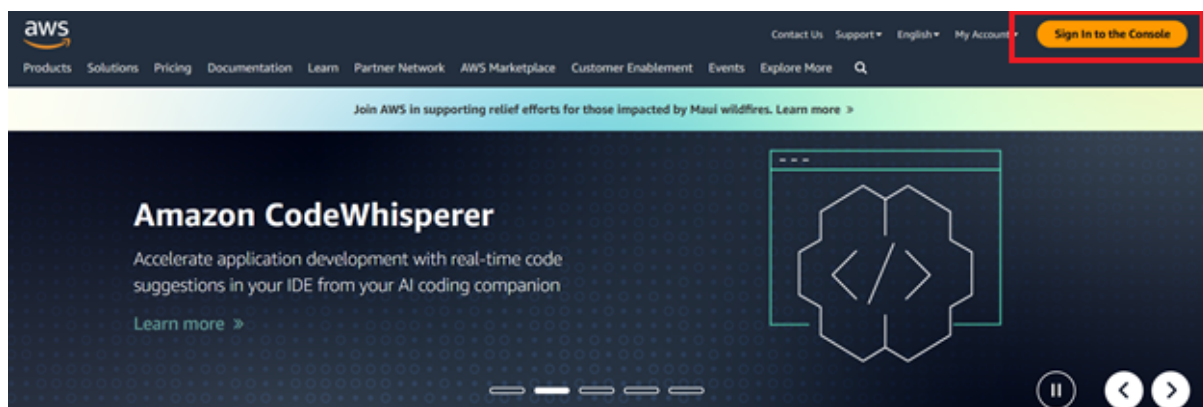 aws
Contact Us Support English My Account Sign In to the Console
Products Solutions Pricing Documentation Learn Partner Network AWS Marketplace Customer Enablement Events Explore More
Join AWS in supporting relief efforts for those impacted by Maui wildfires. Learn more »
Amazon CodeWhisperer
Accelerate application development with real-time code
suggestions in your IDE from your AI coding companion
Learn more »